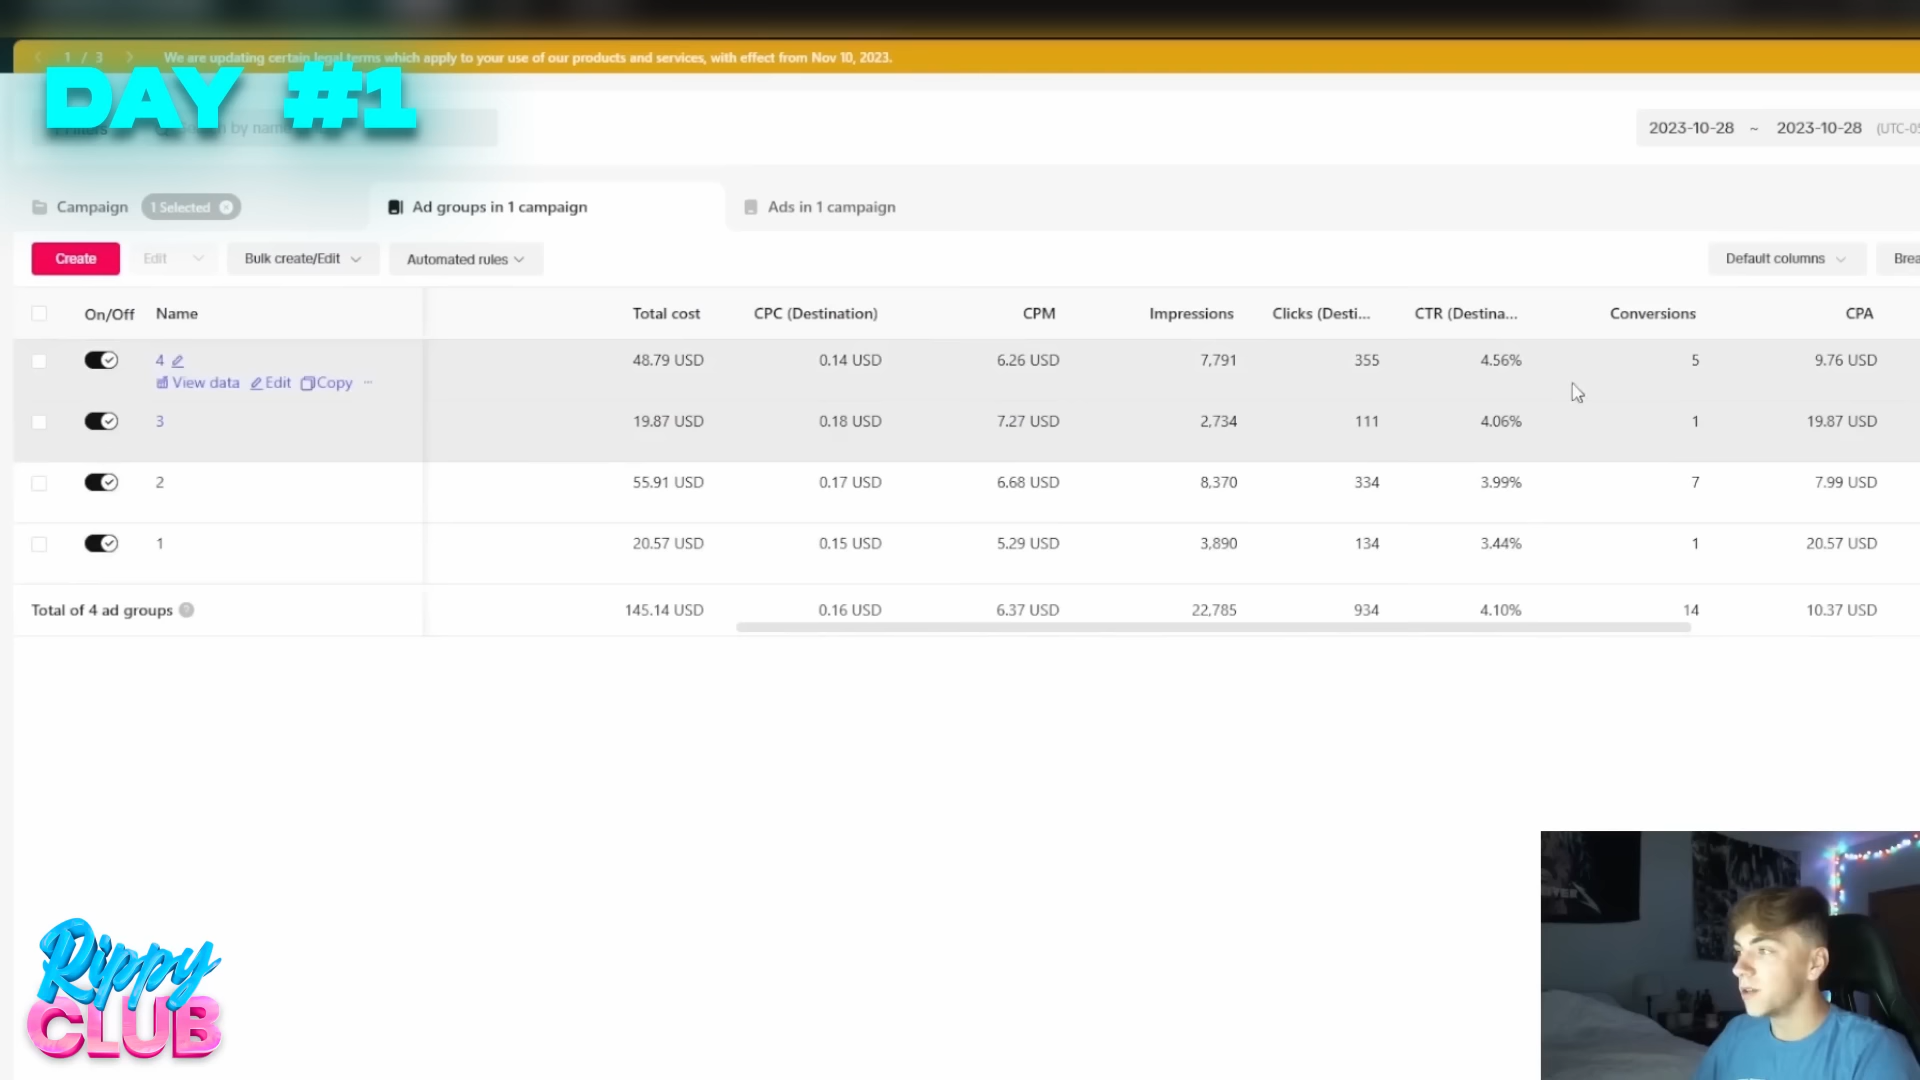 1 / 3 We are updating certain legal terms which apply to your use of our products and services, with effect from Nov 10, 2023.
DAY #1
Filters by name
2023-10-28 ~ 2023-10-28 (UTC-05
Campaign 1 Selected Ad groups in 1 campaign Ads in 1 campaign
Create Edit Bulk create/Edit Automated rules Default columns Brea
On/Off Name Total cost CPC (Destination) CPM Impressions Clicks (Desti... CTR (Destina... Conversions CPA
4 48.79 USD 0.14 USD 6.26 USD 7,791 355 4.56% 5 9.76 USD
View data Edit Copy ...
3 19.87 USD 0.18 USD 7.27 USD 2,734 111 4.06% 1 19.87 USD
2 55.91 USD 0.17 USD 6.68 USD 8,370 334 3.99% 7 7.99 USD
1 20.57 USD 0.15 USD 5.29 USD 3,890 134 3.44% 1 20.57 USD
Total of 4 ad groups 145.14 USD 0.16 USD 6.37 USD 22,785 934 4.10% 14 10.37 USD
Rippy
CLUB